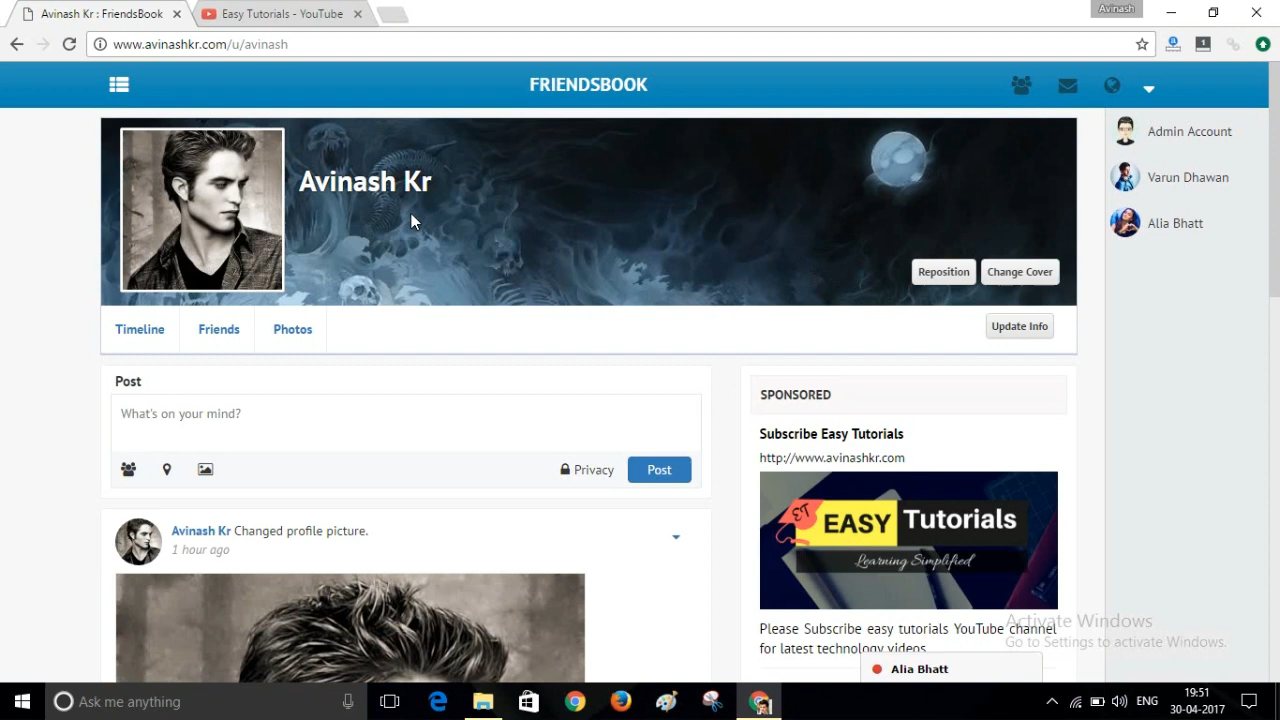 Avinash Kr : FriendsBook
Easy Tutorials - YouTube
Avinash
www.avinashkr.com/u/avinash
1
FRIENDSBOOK
Admin Account
Varun Dhawan
Alia Bhatt
Avinash Kr
Reposition
Change Cover
Timeline
Friends
Photos
Update Info
Post
What's on your mind?
Privacy
Post
SPONSORED
Subscribe Easy Tutorials
http://www.avinashkr.com
ET
EASY Tutorials
Learning Simplified
Please Subscribe easy tutorials YouTube channel
for latest technology videos
Avinash Kr Changed profile picture.
1 hour ago
Activate Windows
Go to Settings to activate Windows.
Alia Bhatt
Ask me anything
ENG
19:51
30-04-2017